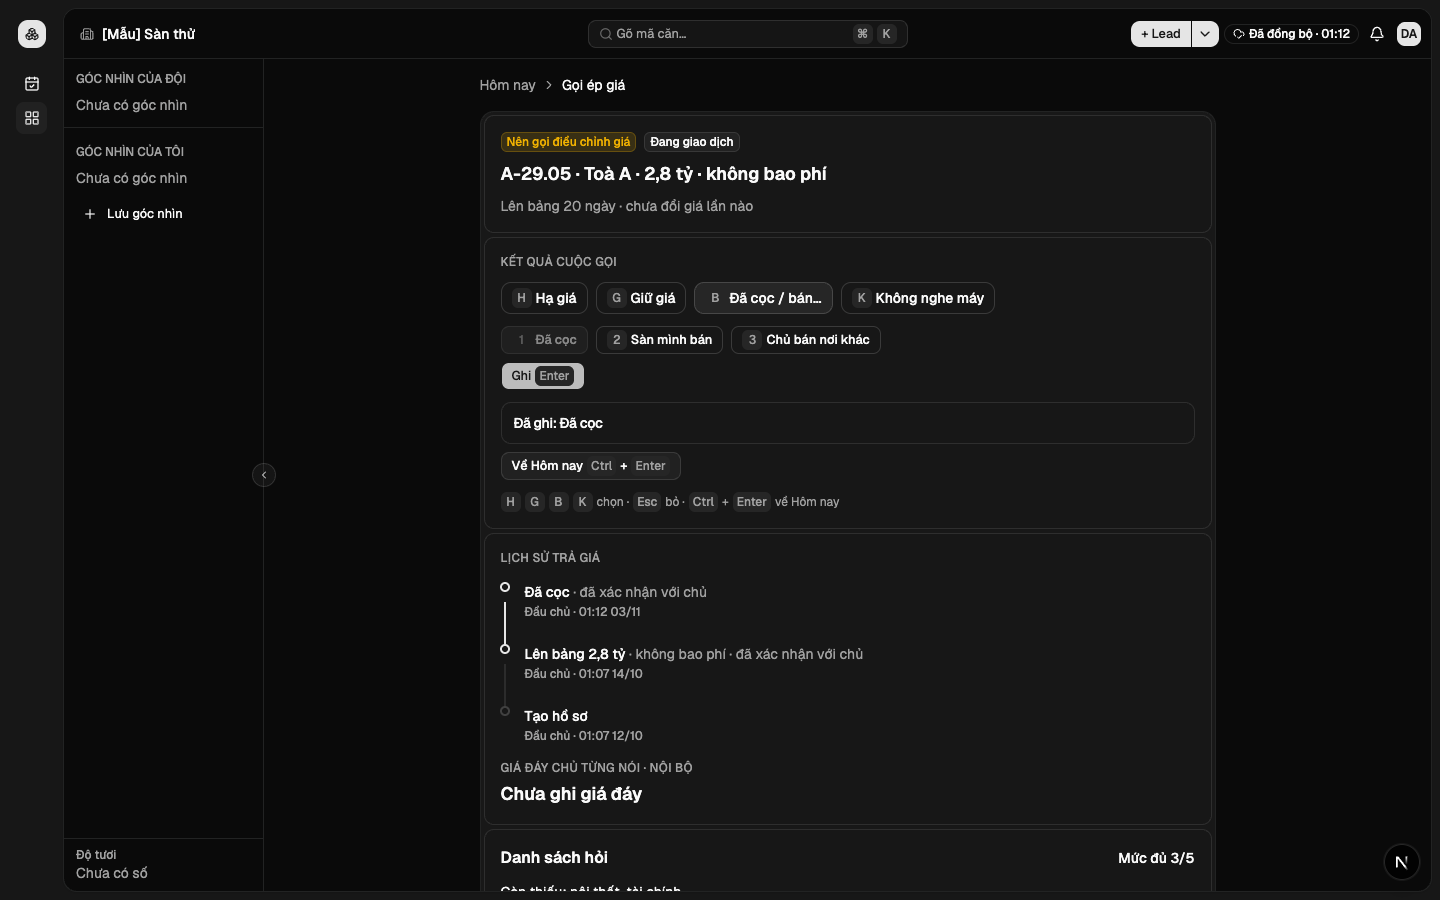 [Mẫu] Sàn thử
Gõ mã căn...
⌘ K
+ Lead
Đã đồng bộ · 01:12
DA
GÓC NHÌN CỦA ĐỘI
Chưa có góc nhìn
GÓC NHÌN CỦA TÔI
Chưa có góc nhìn
+ Lưu góc nhìn
Độ tươi
Chưa có số
Hôm nay > Gọi ép giá
Nên gọi điều chỉnh giá Đang giao dịch
A-29.05 · Toà A · 2,8 tỷ · không bao phí
Lên bảng 20 ngày · chưa đổi giá lần nào
KẾT QUẢ CUỘC GỌI
H Hạ giá G Giữ giá B Đã cọc / bán... K Không nghe máy
1 Đã cọc 2 Sàn mình bán 3 Chủ bán nơi khác
Ghi Enter
Đã ghi: Đã cọc
Về Hôm nay Ctrl + Enter
H G B K chọn · Esc bỏ · Ctrl + Enter về Hôm nay
LỊCH SỬ TRẢ GIÁ
Đã cọc · đã xác nhận với chủ
Đầu chủ · 01:12 03/11
Lên bảng 2,8 tỷ · không bao phí · đã xác nhận với chủ
Đầu chủ · 01:07 14/10
Tạo hồ sơ
Đầu chủ · 01:07 12/10
GIÁ ĐÁY CHỦ TỪNG NÓI · NỘI BỘ
Chưa ghi giá đáy
Danh sách hỏi
Mức đủ 3/5
Còn thiếu: nội thất, tài chính
N